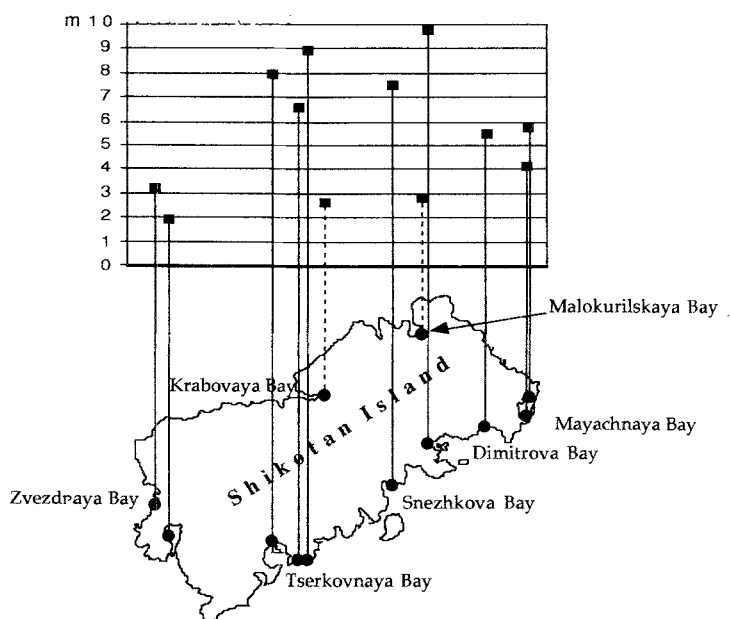 m 10
9
8
7
6
5
4
3
2
1
0
Malokurilskaya Bay
Krabovaya Bay
Shikotan Island
Mayachnaya Bay
Dimitrova Bay
Zvezdnaya Bay
Snezhkova Bay
Tserkovnaya Bay